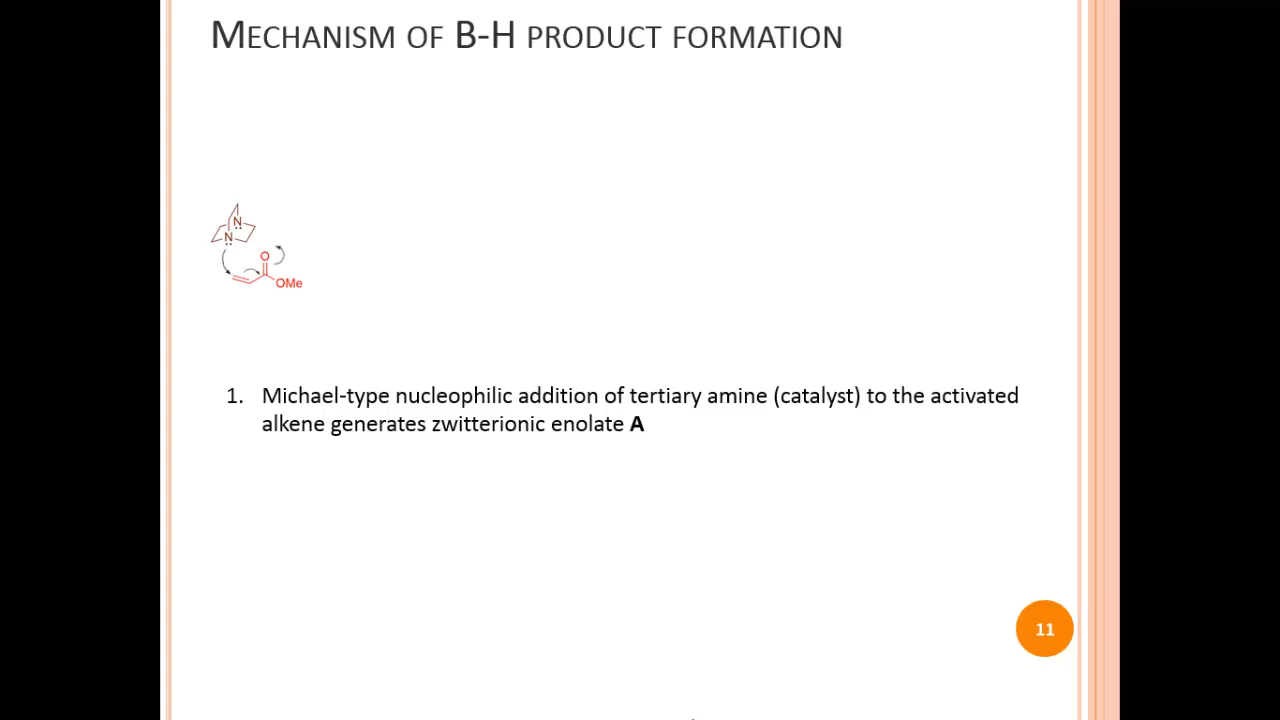 MECHANISM OF B-H PRODUCT FORMATION
N
N
O
OMe
1. Michael-type nucleophilic addition of tertiary amine (catalyst) to the activated
alkene generates zwitterionic enolate A
11